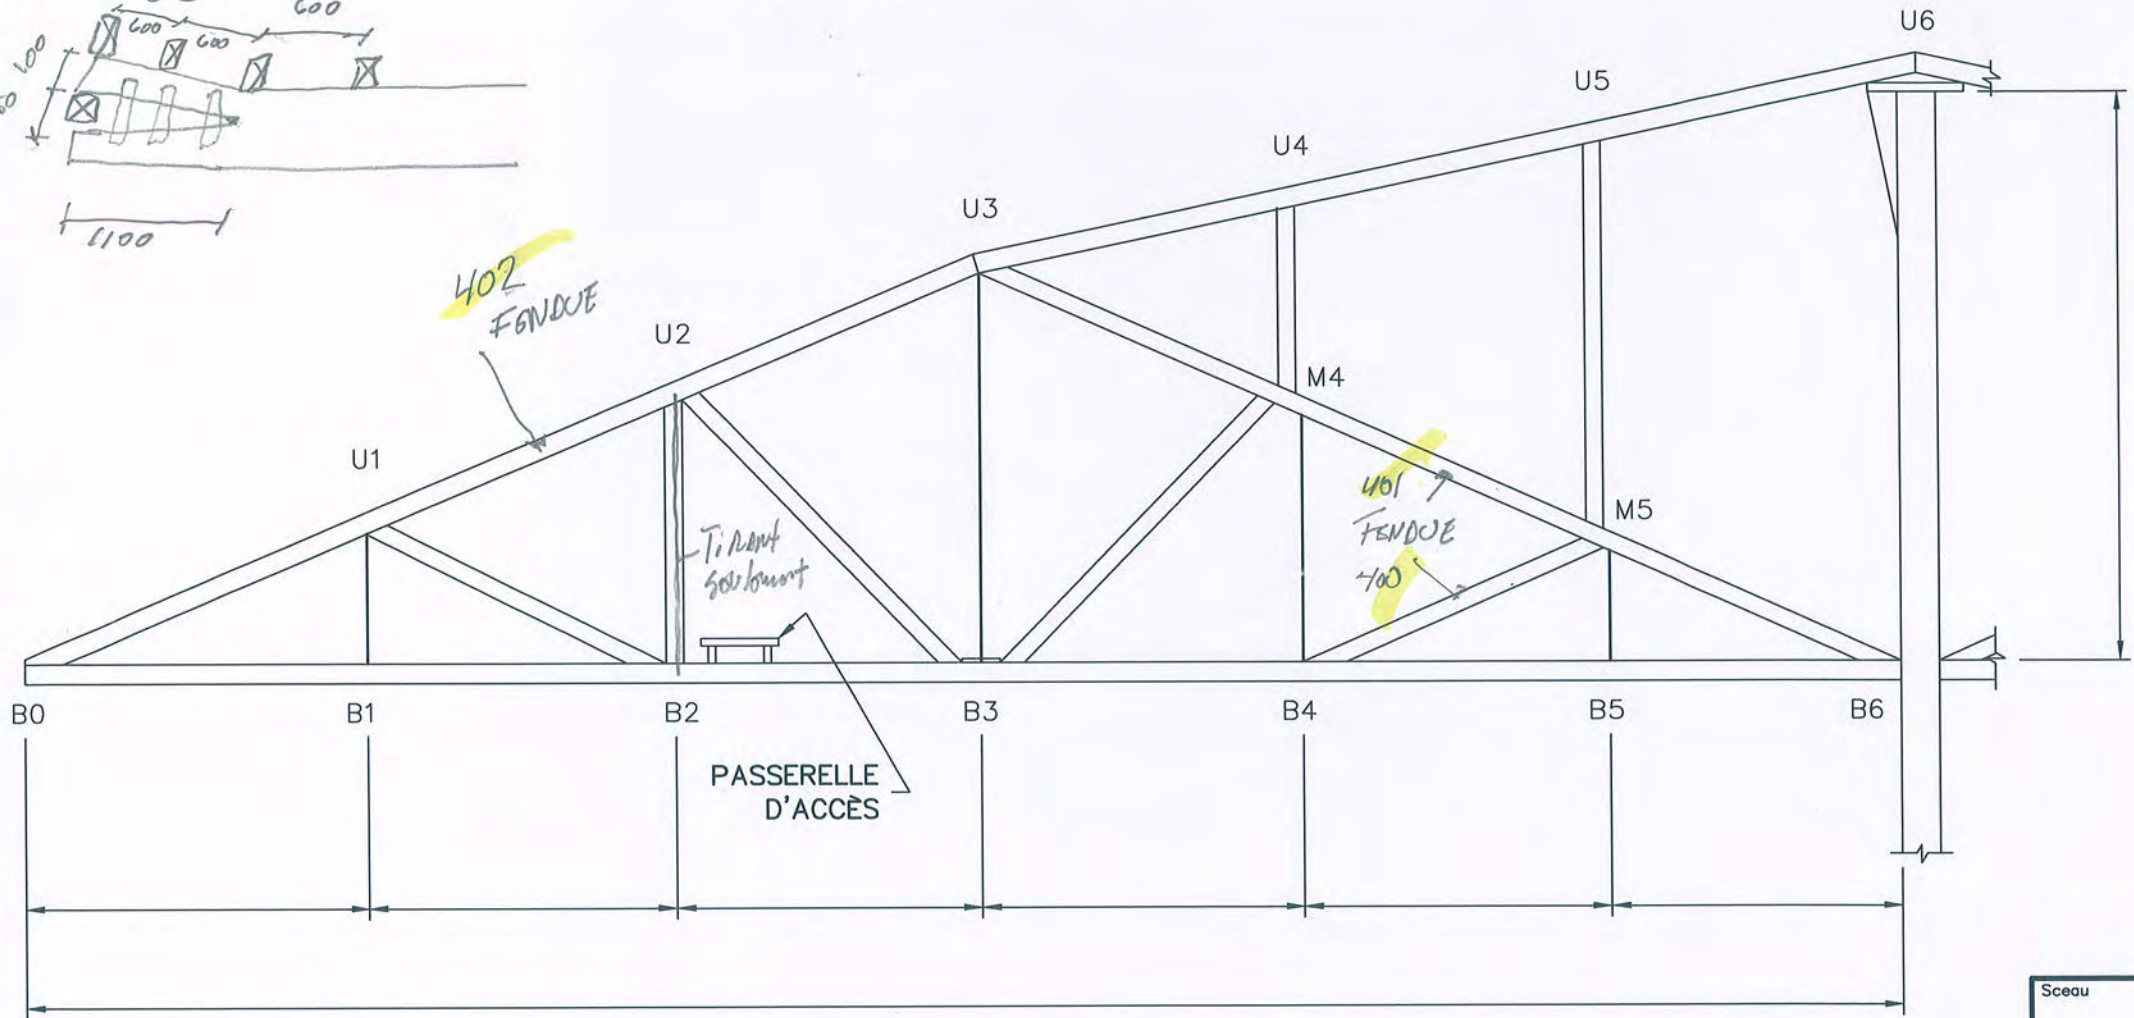 600
600
600
100
1100
402
FENDUE
U1
U2
U3
U4
U5
U6
M4
M5
401
FENDUE
400
TiRANT
B0
B1
B2
B3
B4
B5
B6
PASSERELLE
D'ACCÈS
Sceau